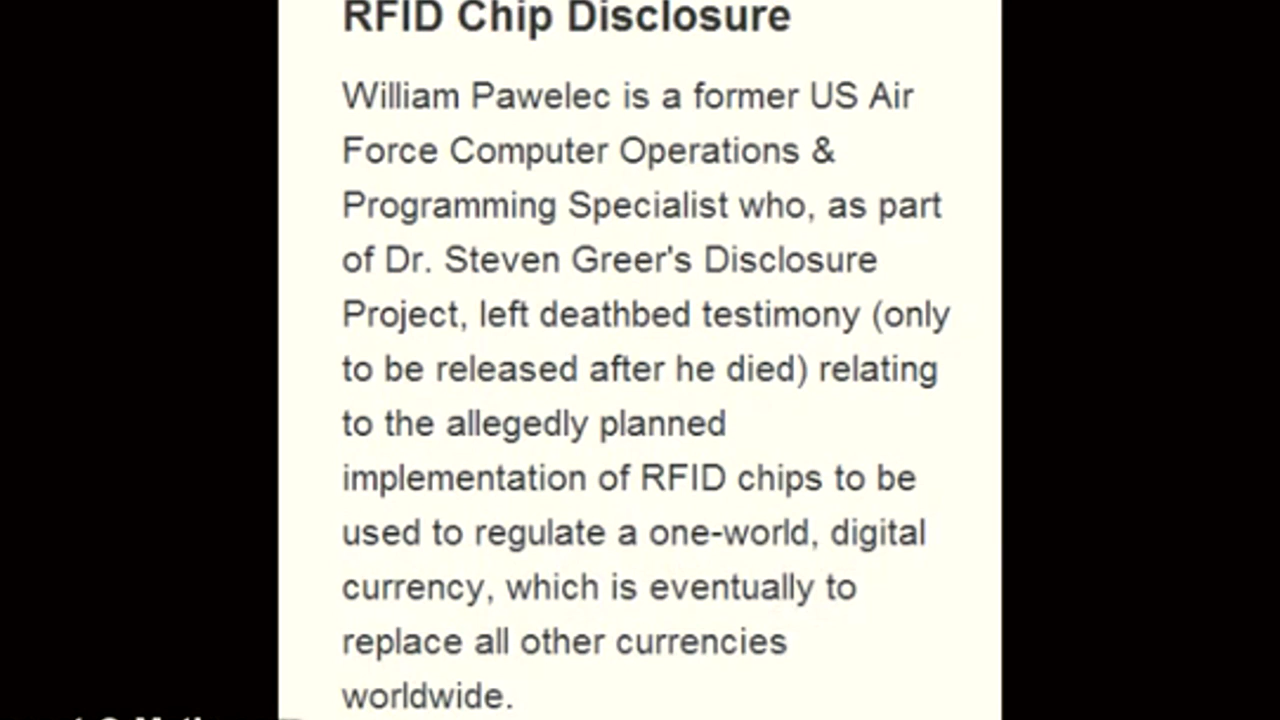 RFID Chip Disclosure
William Pawelec is a former US Air
Force Computer Operations &
Programming Specialist who, as part
of Dr. Steven Greer's Disclosure
Project, left deathbed testimony (only
to be released after he died) relating
to the allegedly planned
implementation of RFID chips to be
used to regulate a one-world, digital
currency, which is eventually to
replace all other currencies
worldwide.